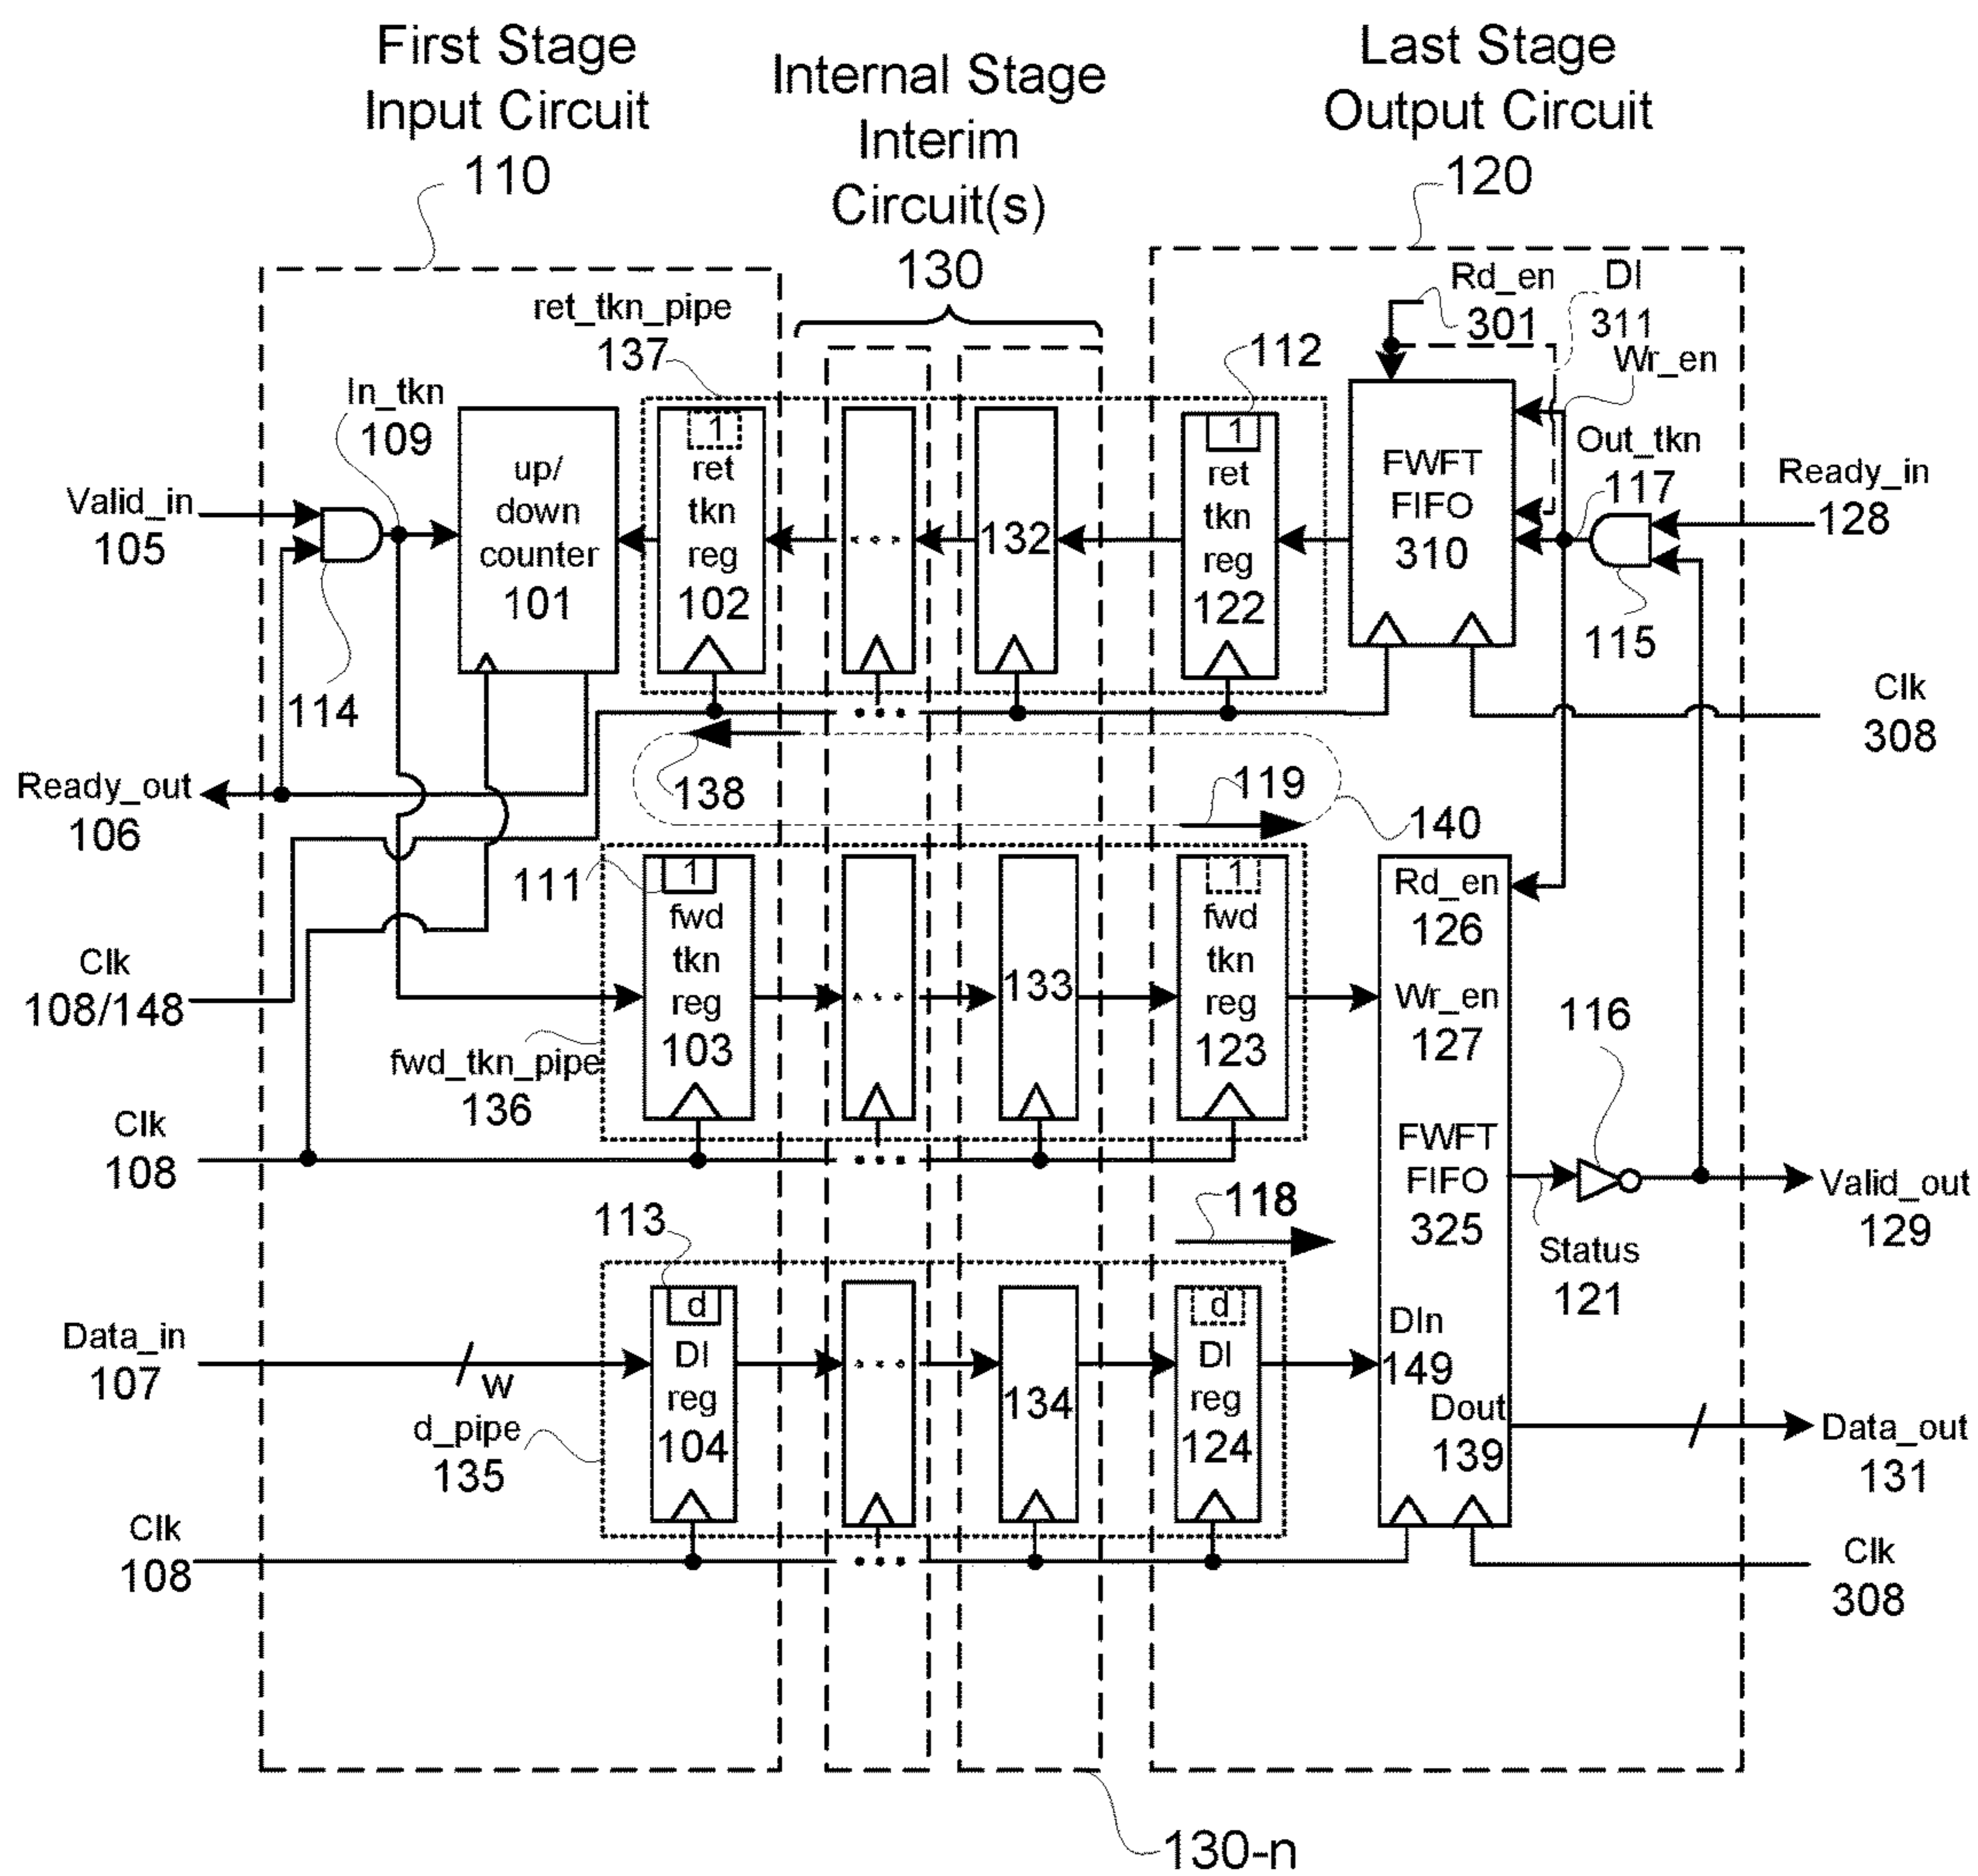 First Stage
Input Circuit
110
Internal Stage
Interim
Circuit(s)
130
Last Stage
Output Circuit
120
ret_tkn_pipe
137
Rd_en
301
DI
311
Wr_en
112
In_tkn
109
Valid_in
105
114
up/
down
counter
101
1
ret
tkn
reg
102
...
132
1
ret
tkn
reg
122
FWFT
FIFO
310
Out_tkn
117
Ready_in
128
115
Clk
308
...
Ready_out
106
138
119
140
111
Clk
108/148
fwd_tkn_pipe
136
1
fwd
tkn
reg
103
...
133
1
fwd
tkn
reg
123
Rd_en
126
Wr_en
127
FWFT
FIFO
325
DIn
149
Dout
139
116
Status
121
Valid_out
129
Clk
108
...
113
118
Data_in
107
W
d_pipe
135
d
DI
reg
104
...
134
d
DI
reg
124
Data_out
131
Clk
108
...
Clk
308
130-n